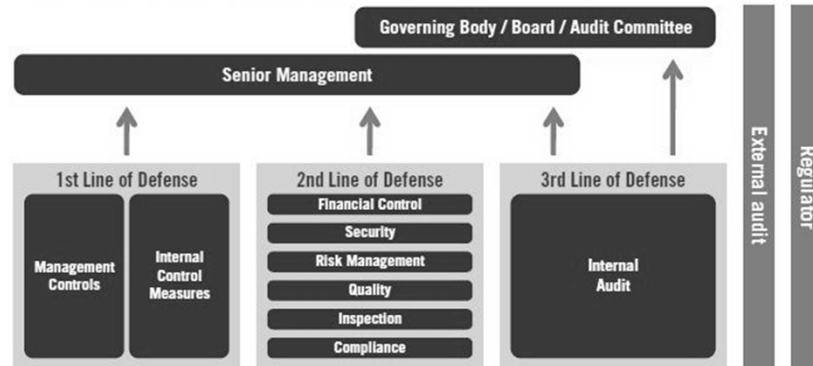 Governing Body / Board / Audit Committee
Senior Management
1st Line of Defense
Management
Controls
Internal
Control
Measures
2nd Line of Defense
Financial Control
Security
Risk Management
Quality
Inspection
Compliance
3rd Line of Defense
Internal
Audit
External audit
Regulator